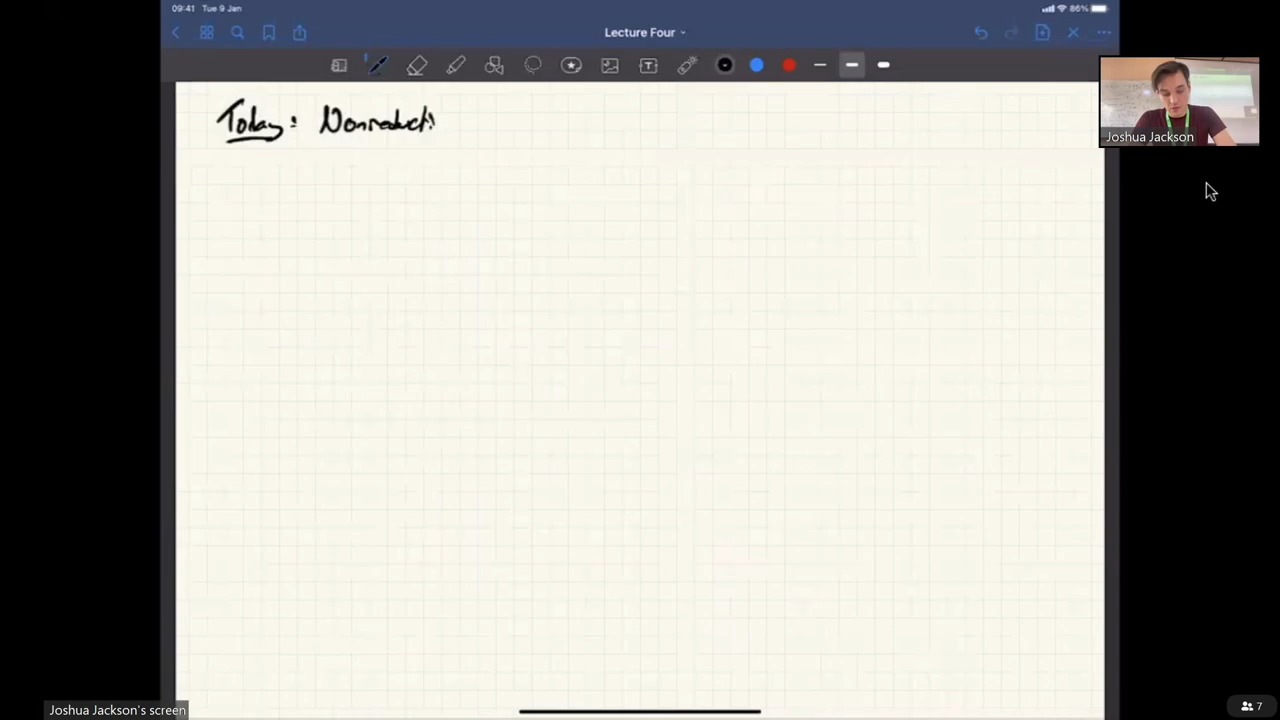 09:41 Tue 9 Jan
86%
Lecture Four
Today: Nonreducti
Joshua Jackson
Joshua Jackson's screen
7